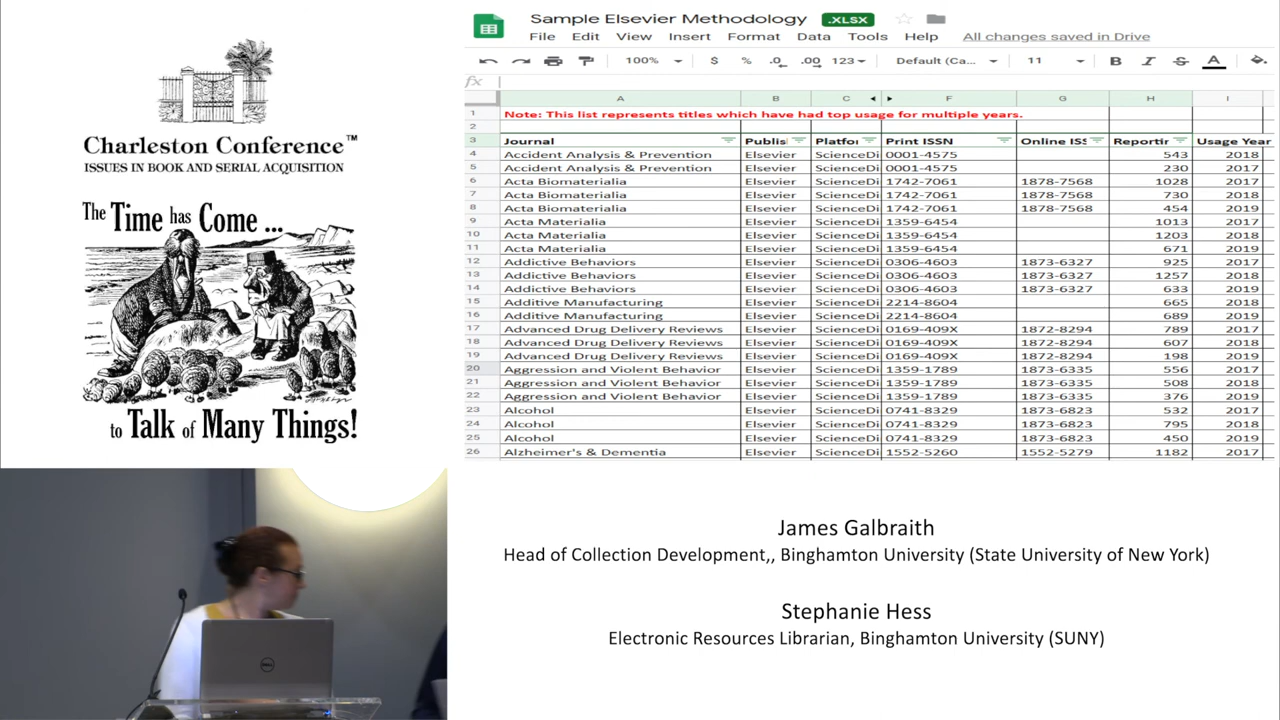 Charleston Conference™
ISSUES IN BOOK AND SERIAL ACQUISITION
The Time has Come ...
to Talk of Many Things!
Sample Elsevier Methodology .XLSX
File Edit View Insert Format Data Tools Help All changes saved in Drive
100% $ % .0 .00 123 Default (Ca... 11 B I S A
fx
A B C F G H I
1 Note: This list represents titles which have had top usage for multiple years.
2
3 Journal Publis Platfor Print ISSN Online ISS Reportir Usage Year
4 Accident Analysis & Prevention Elsevier ScienceDi 0001-4575 543 2018
5 Accident Analysis & Prevention Elsevier ScienceDi 0001-4575 230 2017
6 Acta Biomaterialia Elsevier ScienceDi 1742-7061 1878-7568 1028 2017
7 Acta Biomaterialia Elsevier ScienceDi 1742-7061 1878-7568 730 2018
8 Acta Biomaterialia Elsevier ScienceDi 1742-7061 1878-7568 454 2019
9 Acta Materialia Elsevier ScienceDi 1359-6454 1013 2017
10 Acta Materialia Elsevier ScienceDi 1359-6454 1203 2018
11 Acta Materialia Elsevier ScienceDi 1359-6454 671 2019
12 Addictive Behaviors Elsevier ScienceDi 0306-4603 1873-6327 925 2017
13 Addictive Behaviors Elsevier ScienceDi 0306-4603 1873-6327 1257 2018
14 Addictive Behaviors Elsevier ScienceDi 0306-4603 1873-6327 633 2019
15 Additive Manufacturing Elsevier ScienceDi 2214-8604 665 2018
16 Additive Manufacturing Elsevier ScienceDi 2214-8604 689 2019
17 Advanced Drug Delivery Reviews Elsevier ScienceDi 0169-409X 1872-8294 789 2017
18 Advanced Drug Delivery Reviews Elsevier ScienceDi 0169-409X 1872-8294 607 2018
19 Advanced Drug Delivery Reviews Elsevier ScienceDi 0169-409X 1872-8294 198 2019
20 Aggression and Violent Behavior Elsevier ScienceDi 1359-1789 1873-6335 556 2017
21 Aggression and Violent Behavior Elsevier ScienceDi 1359-1789 1873-6335 508 2018
22 Aggression and Violent Behavior Elsevier ScienceDi 1359-1789 1873-6335 376 2019
23 Alcohol Elsevier ScienceDi 0741-8329 1873-6823 532 2017
24 Alcohol Elsevier ScienceDi 0741-8329 1873-6823 795 2018
25 Alcohol Elsevier ScienceDi 0741-8329 1873-6823 450 2019
26 Alzheimer's & Dementia Elsevier ScienceDi 1552-5260 1552-5279 1182 2017
James Galbraith
Head of Collection Development,, Binghamton University (State University of New York)
Stephanie Hess
Electronic Resources Librarian, Binghamton University (SUNY)
DELL